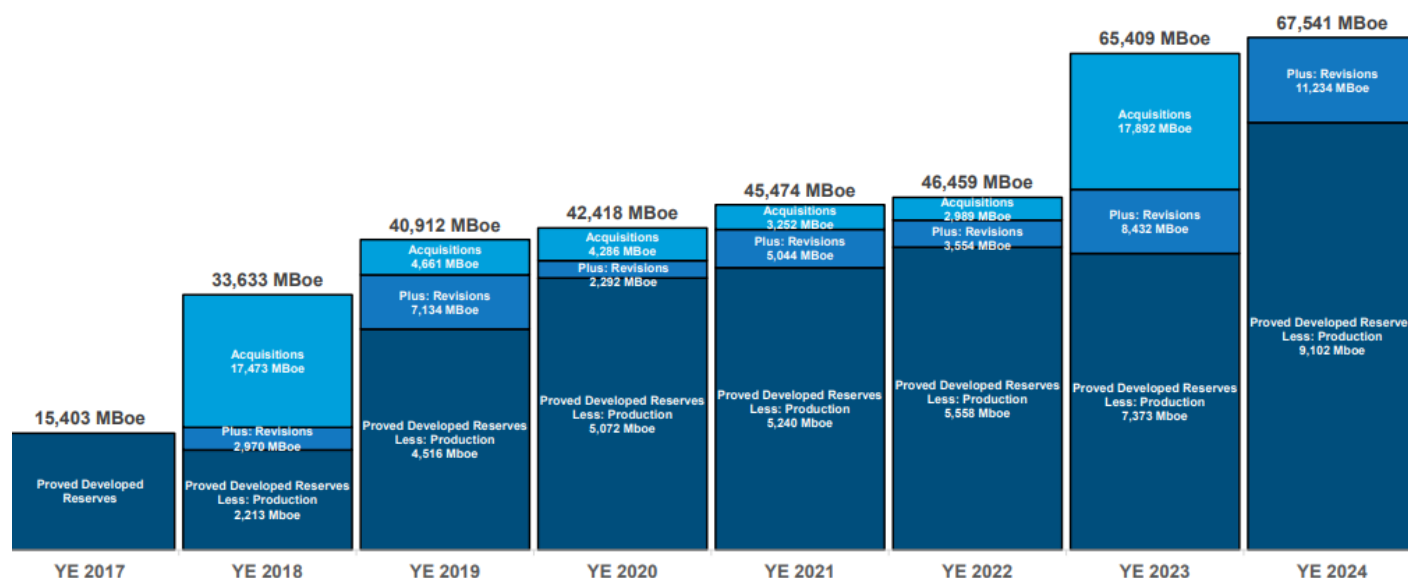 15,403 MBoe
Proved Developed
Reserves
YE 2017
33,633 MBoe
Acquisitions
17,473 MBoe
Plus: Revisions
2,970 MBoe
Proved Developed Reserves
Less: Production
2,213 Mboe
YE 2018
40,912 MBoe
Acquisitions
4,661 MBoe
Plus: Revisions
7,134 MBoe
Proved Developed Reserves
Less: Production
4,516 Mboe
YE 2019
42,418 MBoe
Acquisitions
4,286 MBoe
Plus: Revisions
2,292 MBoe
Proved Developed Reserves
Less: Production
5,072 Mboe
YE 2020
45,474 MBoe
Acquisitions
3,252 MBoe
Plus: Revisions
5,044 MBoe
Proved Developed Reserves
Less: Production
5,240 Mboe
YE 2021
46,459 MBoe
Acquisitions
2,989 MBoe
Plus: Revisions
3,554 MBoe
Proved Developed Reserves
Less: Production
5,558 Mboe
YE 2022
65,409 MBoe
Acquisitions
17,892 MBoe
Plus: Revisions
8,432 MBoe
Proved Developed Reserves
Less: Production
7,373 Mboe
YE 2023
67,541 MBoe
Plus: Revisions
11,234 MBoe
Proved Developed Reserves
Less: Production
9,102 Mboe
YE 2024